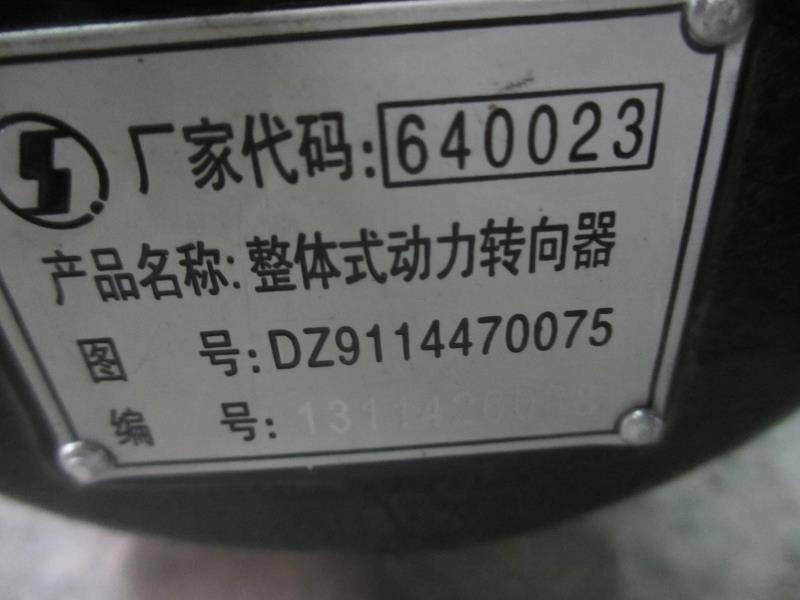 厂家代码:640023
产品名称:整体式动力转向器
图 号:DZ9114470075
编 号: